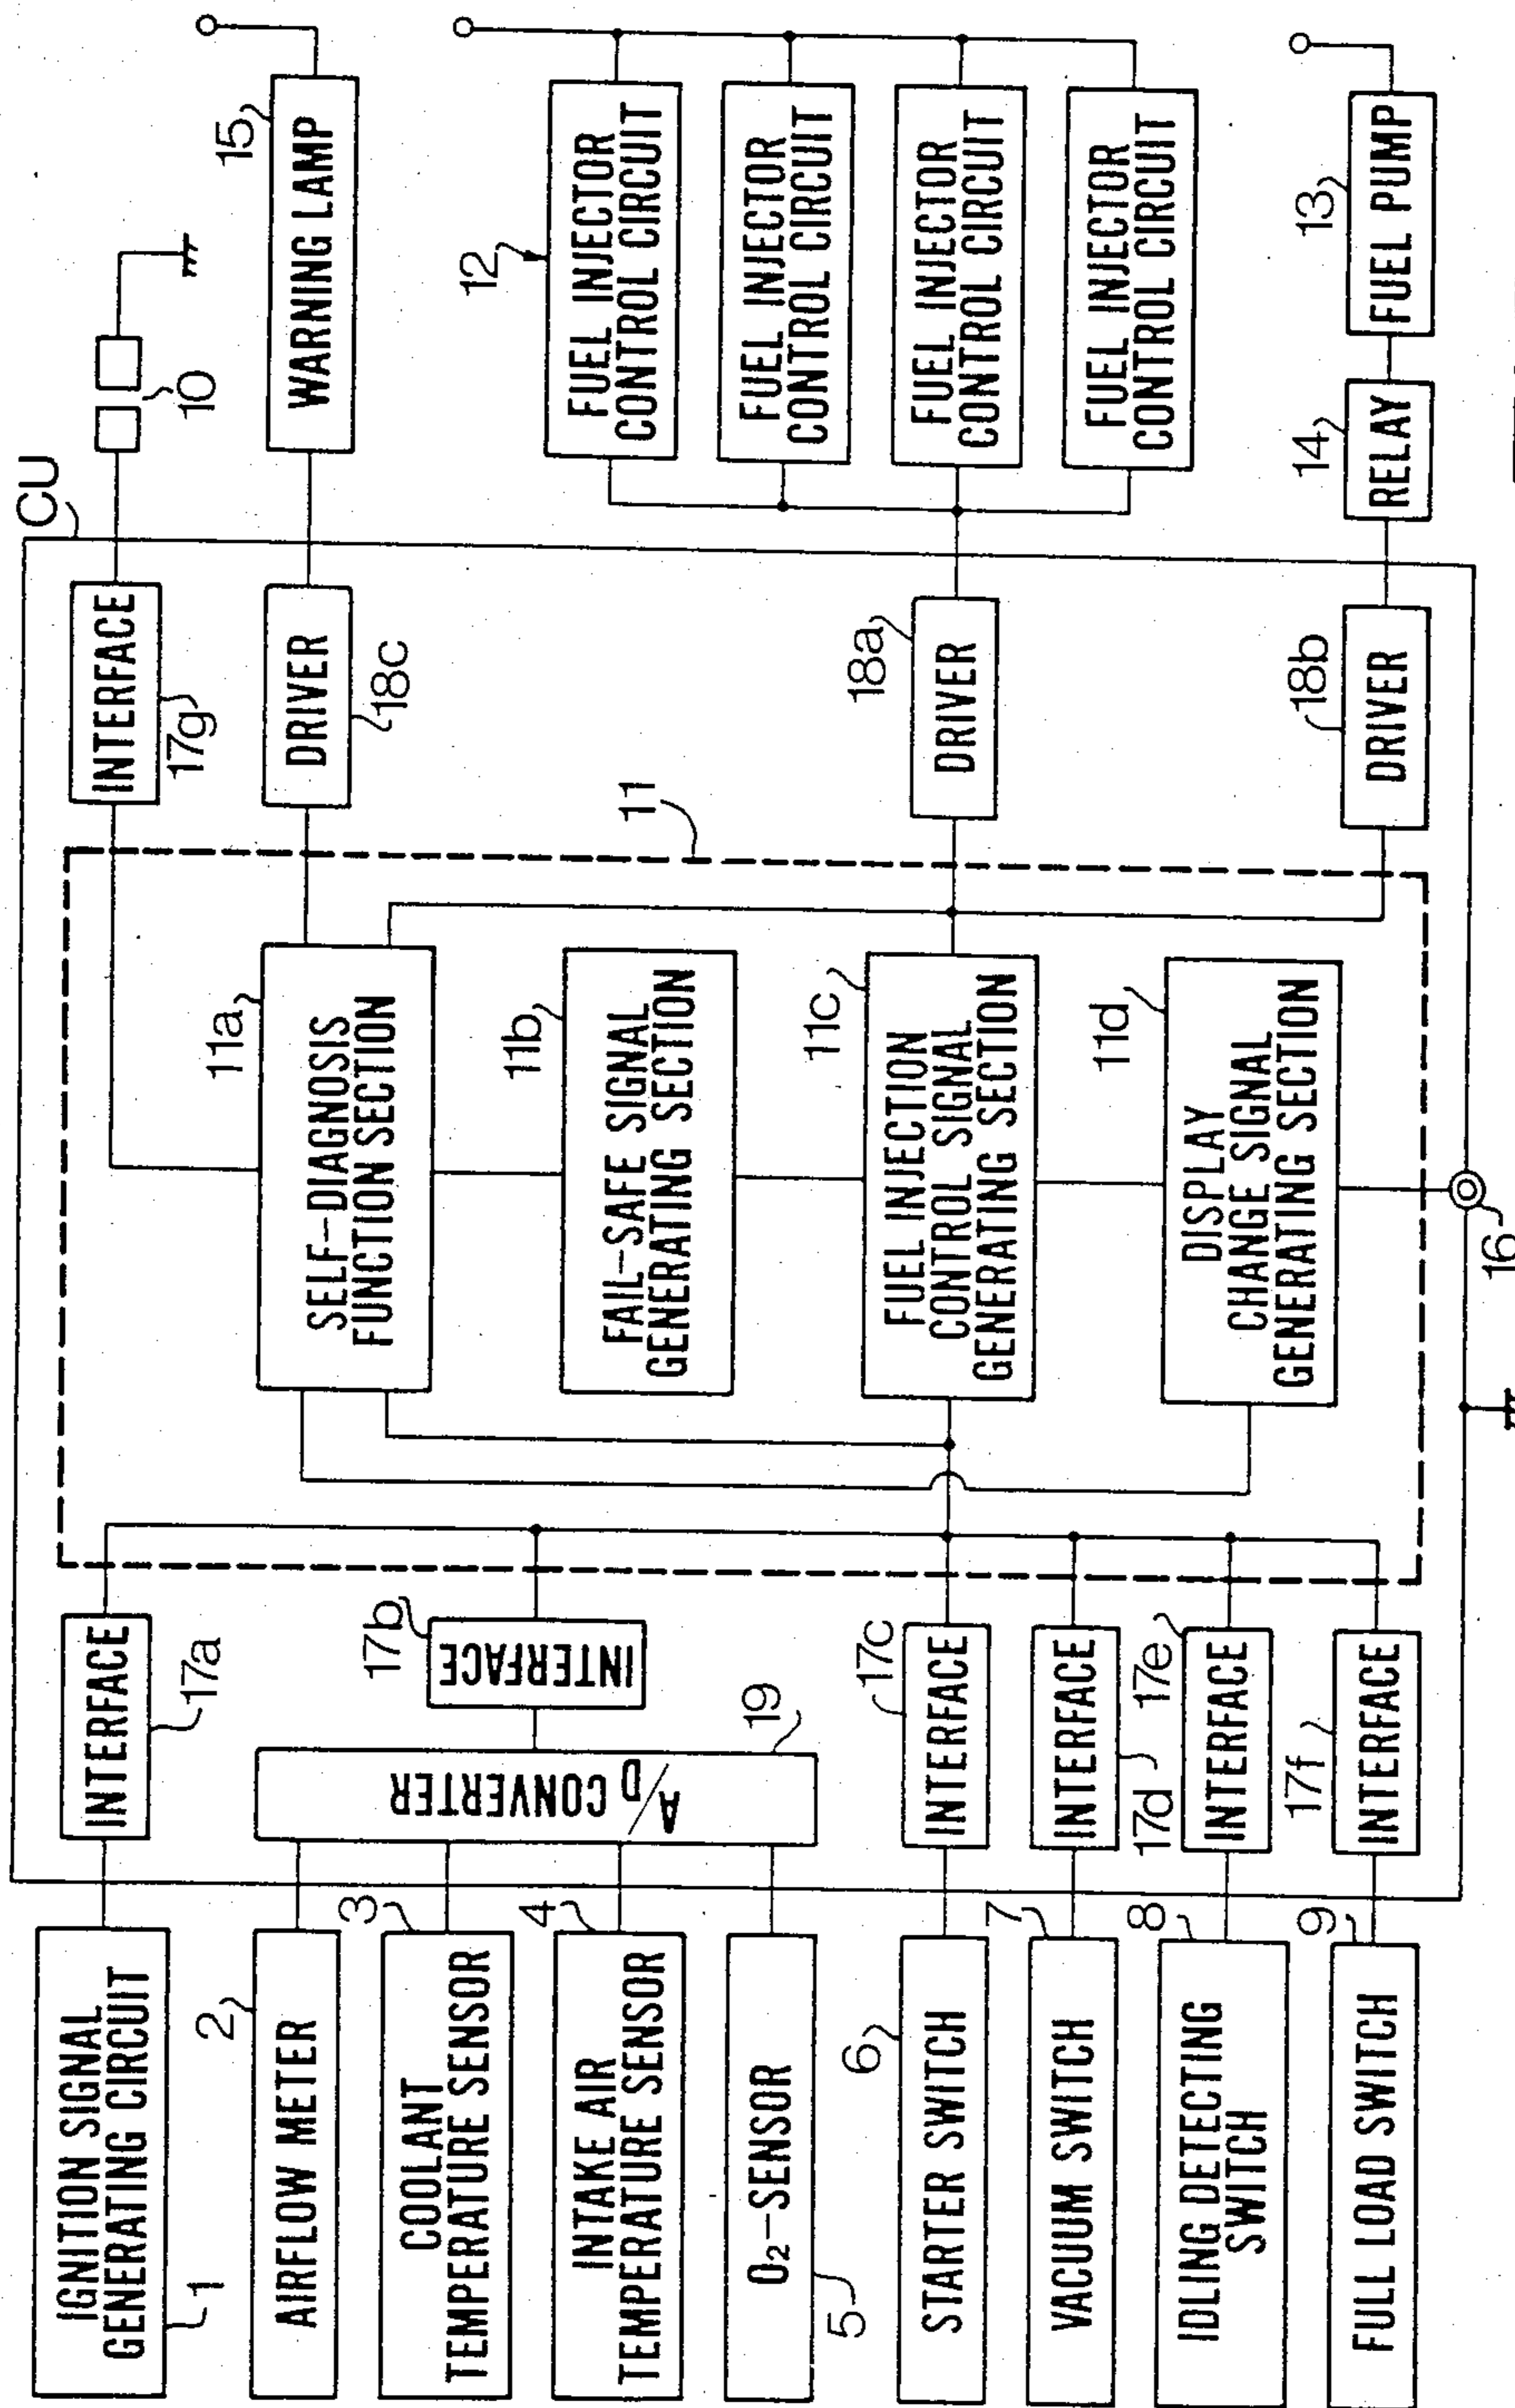 IGNITION SIGNAL
GENERATING CIRCUIT
1
AIRFLOW METER
2
COOLANT
TEMPERATURE SENSOR
3
INTAKE AIR
TEMPERATURE SENSOR
4
O₂-SENSOR
5
STARTER SWITCH
6
VACUUM SWITCH
7
IDLING DETECTING
SWITCH
8
FULL LOAD SWITCH
9
INTERFACE
17a
A/D CONVERTER
19
INTERFACE
17b
INTERFACE
17c
INTERFACE
17d
INTERFACE
17e
INTERFACE
17f
SELF-DIAGNOSIS
FUNCTION SECTION
11a
FAIL-SAFE SIGNAL
GENERATING SECTION
11b
FUEL INJECTION
CONTROL SIGNAL
GENERATING SECTION
11c
DISPLAY
CHANGE SIGNAL
GENERATING SECTION
11d
16
11
INTERFACE
17g
DRIVER
18c
DRIVER
18a
DRIVER
18b
CU
10
WARNING LAMP
15
12
FUEL INJECTOR
CONTROL CIRCUIT
FUEL INJECTOR
CONTROL CIRCUIT
FUEL INJECTOR
CONTROL CIRCUIT
FUEL INJECTOR
CONTROL CIRCUIT
RELAY
14
FUEL PUMP
13